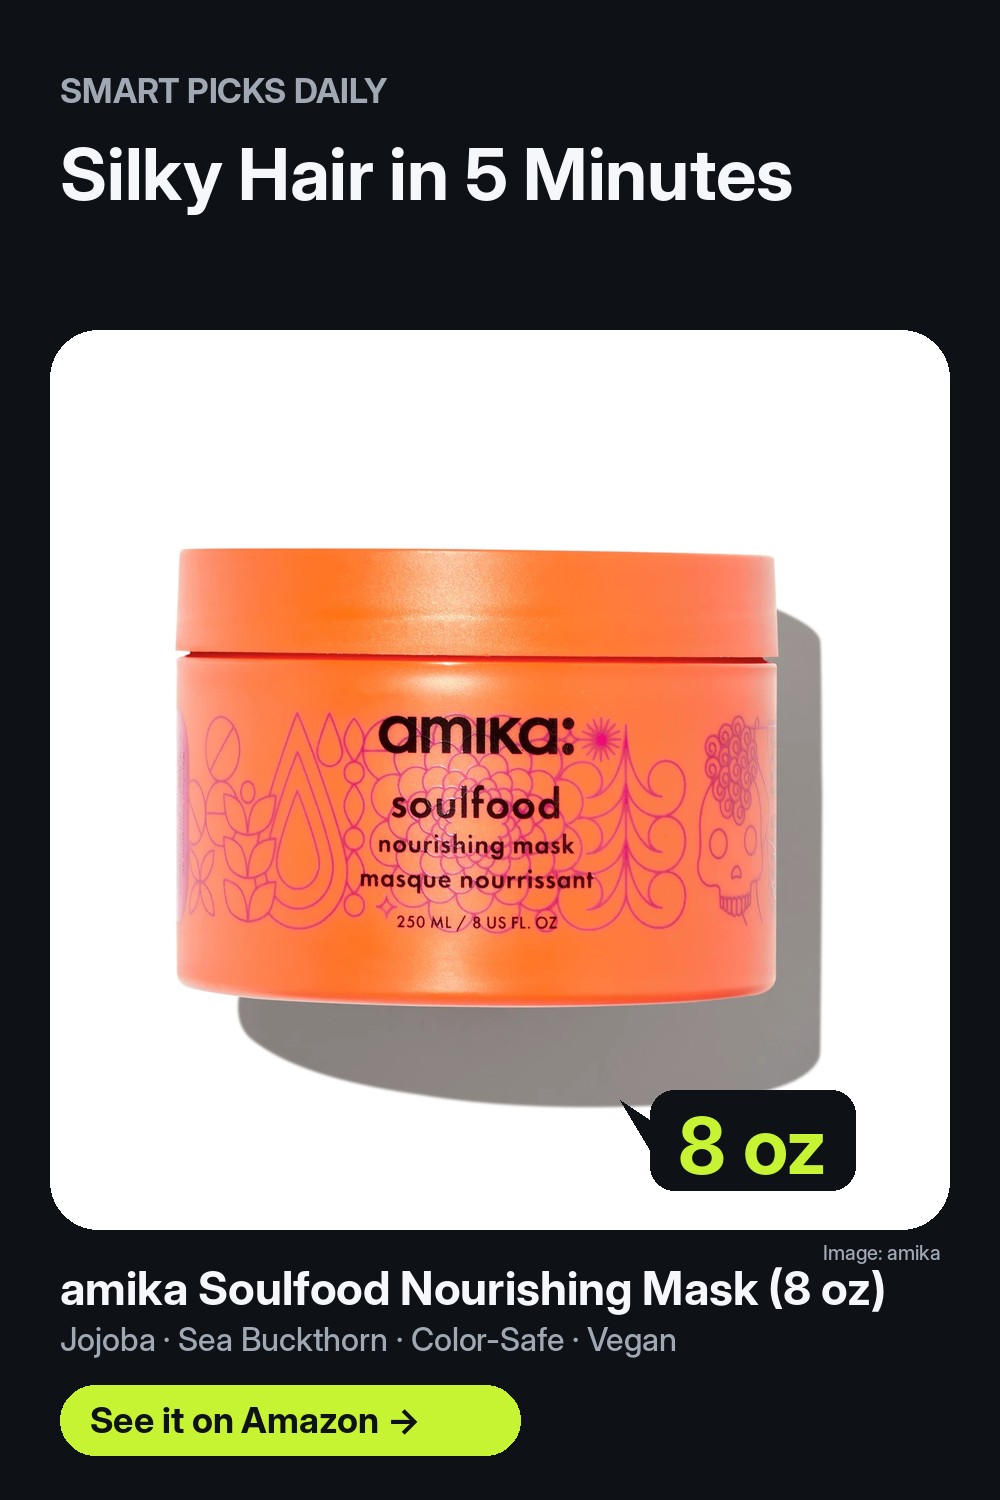 SMART PICKS DAILY
Silky Hair in 5 Minutes
amika:
soulfood
nourishing mask
masque nourrissant
250 ML / 8 US FL. OZ
8 oz
Image: amika
amika Soulfood Nourishing Mask (8 oz)
Jojoba · Sea Buckthorn · Color-Safe · Vegan
See it on Amazon →